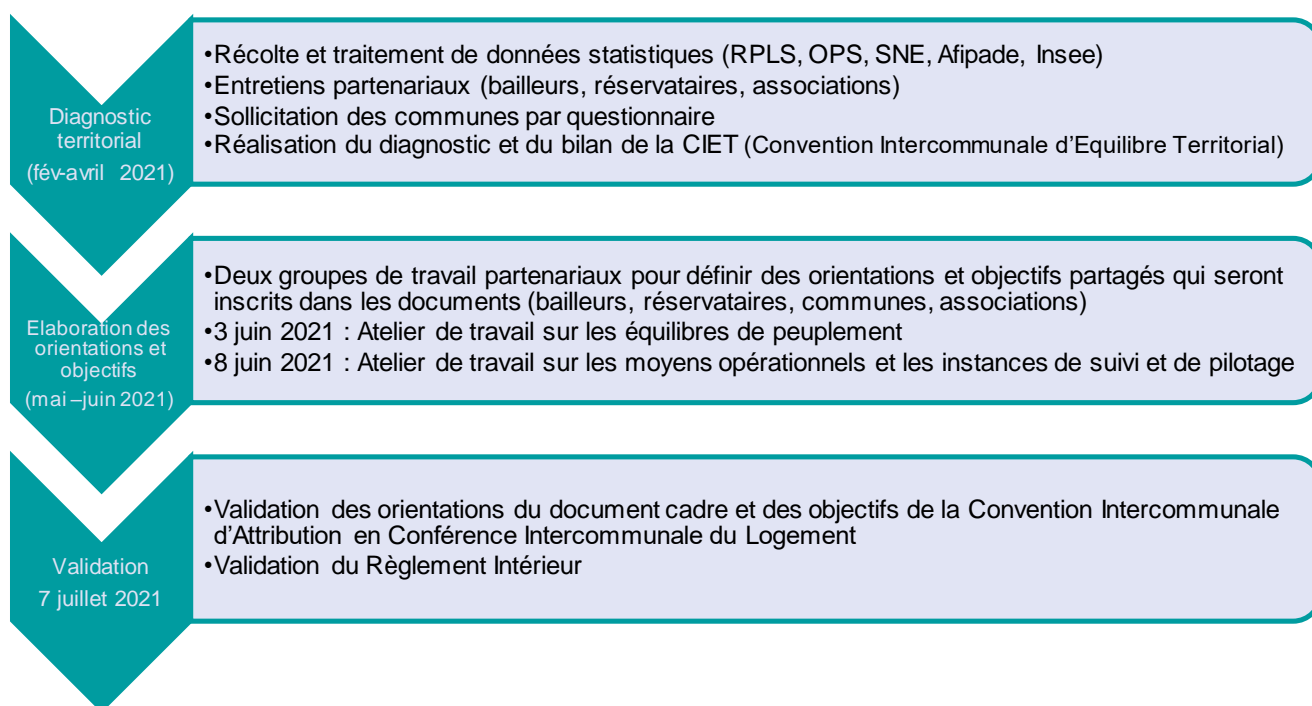 Diagnostic
territorial
(fév-avril 2021)
•Récolte et traitement de données statistiques (RPLS, OPS, SNE, Afipade, Insee)
•Entretiens partenariaux (bailleurs, réservataires, associations)
•Sollicitation des communes par questionnaire
•Réalisation du diagnostic et du bilan de la CIET (Convention Intercommunale d'Equilibre Territorial)
Elaboration des
orientations et
objectifs
(mai –juin 2021)
•Deux groupes de travail partenariaux pour définir des orientations et objectifs partagés qui seront
inscrits dans les documents (bailleurs, réservataires, communes, associations)
•3 juin 2021 : Atelier de travail sur les équilibres de peuplement
•8 juin 2021 : Atelier de travail sur les moyens opérationnels et les instances de suivi et de pilotage
Validation
7 juillet 2021
•Validation des orientations du document cadre et des objectifs de la Convention Intercommunale
d'Attribution en Conférence Intercommunale du Logement
•Validation du Règlement Intérieur